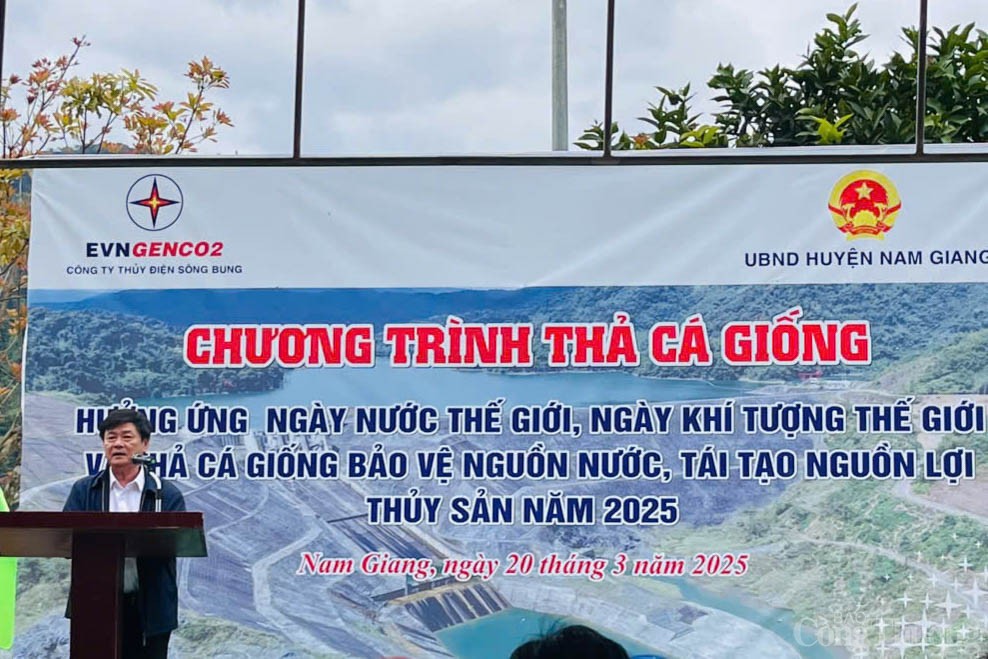 EVNGENCO2
CÔNG TY THỦY ĐIỆN SÔNG BUNG
UBND HUYỆN NAM GIANG
CHƯƠNG TRÌNH THẢ CÁ GIỐNG
HƯỞNG ỨNG NGÀY NƯỚC THẾ GIỚI, NGÀY KHÍ TƯỢNG THẾ GIỚI
CÁ GIỐNG BẢO VỆ NGUỒN NƯỚC, TÁI TẠO NGUỒN LỢI
THỦY SẢN NĂM 2025
Nam Giang, ngày 20 tháng 3 năm 2025
Công